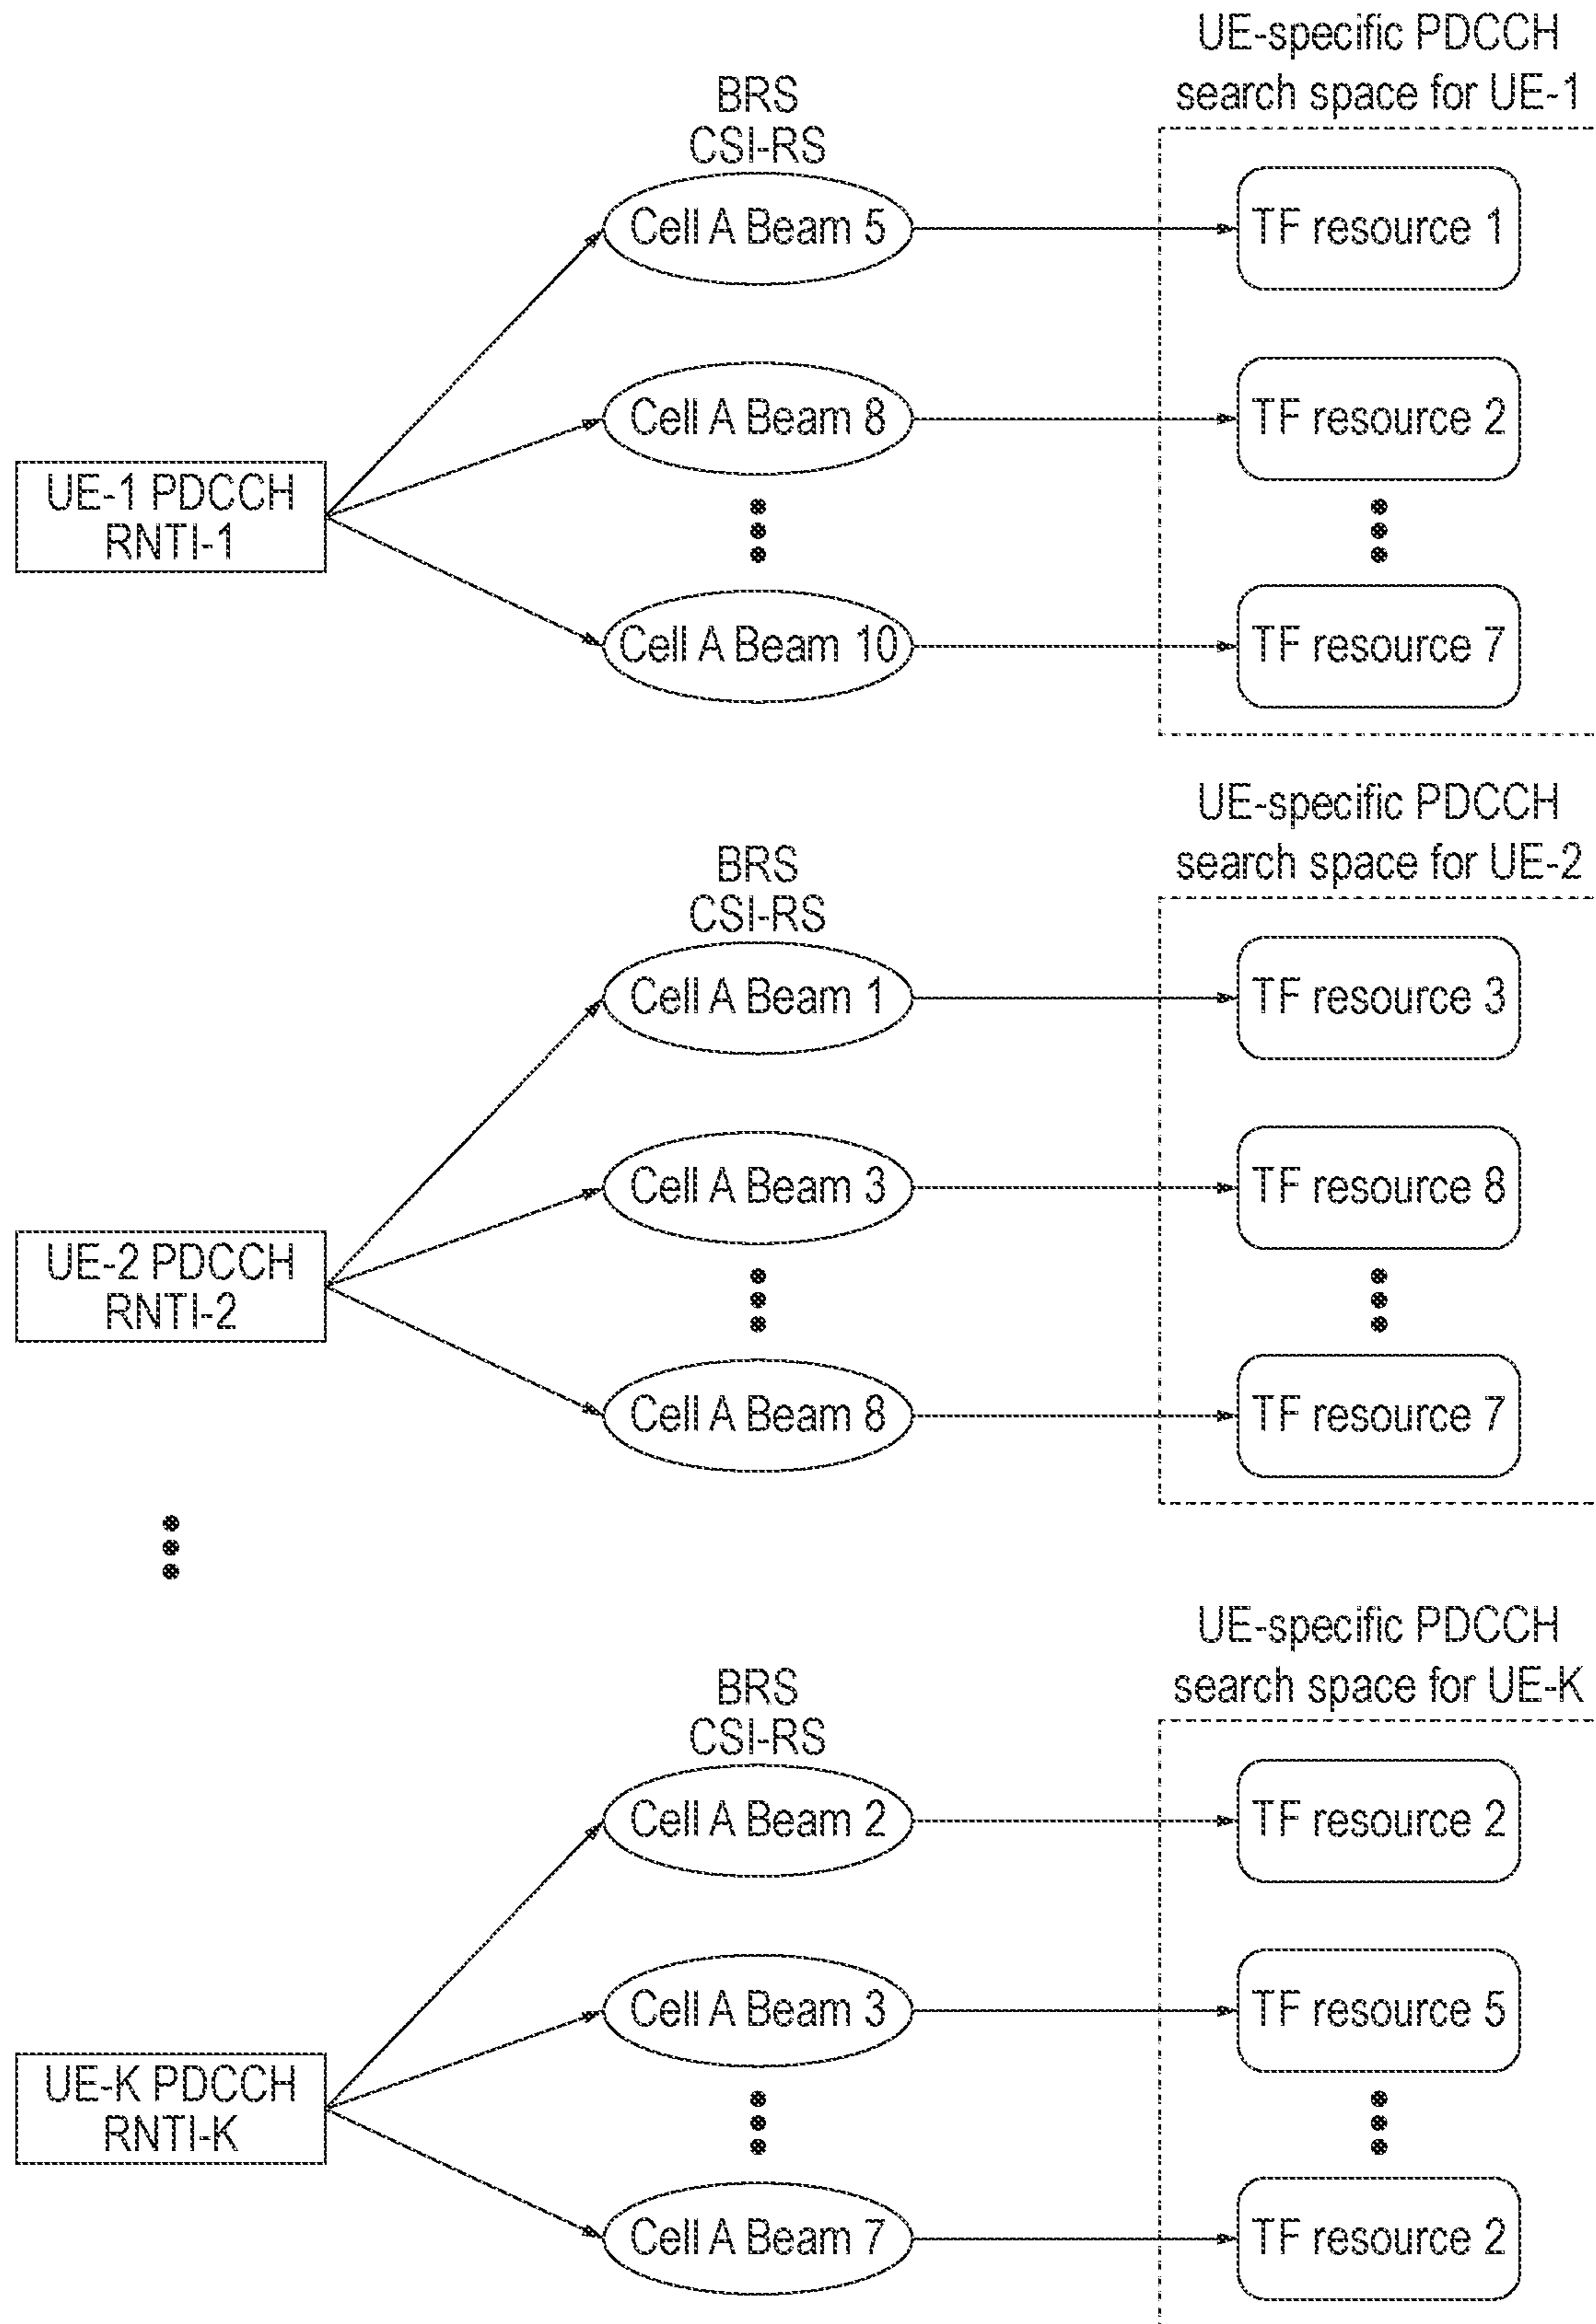 UE-specific PDCCH
search space for UE-1
BRS
CSI-RS
Cell A Beam 5
TF resource 1
Cell A Beam 8
TF resource 2
UE-1 PDCCH
RNTI-1
Cell A Beam 10
TF resource 7
UE-specific PDCCH
search space for UE-2
BRS
CSI-RS
Cell A Beam 1
TF resource 3
Cell A Beam 3
TF resource 8
UE-2 PDCCH
RNTI-2
Cell A Beam 8
TF resource 7
UE-specific PDCCH
search space for UE-K
BRS
CSI-RS
Cell A Beam 2
TF resource 2
Cell A Beam 3
TF resource 5
UE-K PDCCH
RNTI-K
Cell A Beam 7
TF resource 2